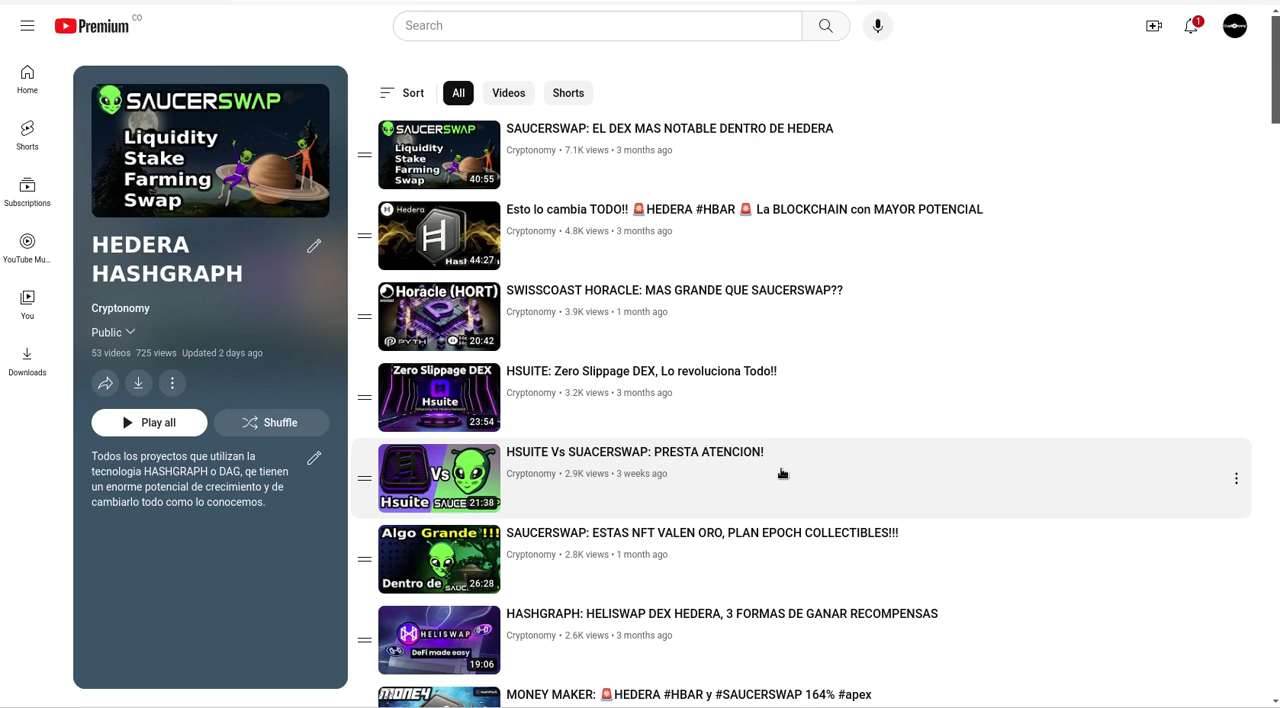 Premium CO
Search
1
Home
Shorts
Subscriptions
YouTube Mu...
You
Downloads
SAUCERSWAP
Liquidity
Stake
Farming
Swap
HEDERA
HASHGRAPH
Cryptonomy
Public
53 videos 725 views Updated 2 days ago
Play all
Shuffle
Todos los proyectos que utilizan la
tecnologia HASHGRAPH o DAG, qe tienen
un enorme potencial de crecimiento y de
cambiarlo todo como lo conocemos.
Sort
All
Videos
Shorts
SAUCERSWAP
Liquidity
Stake
Farming
Swap
40:55
SAUCERSWAP: EL DEX MAS NOTABLE DENTRO DE HEDERA
Cryptonomy • 7.1K views • 3 months ago
Hedera
44:27
Esto lo cambia TODO!! 🚨HEDERA #HBAR 🚨 La BLOCKCHAIN con MAYOR POTENCIAL
Cryptonomy • 4.8K views • 3 months ago
Horacle (HORT)
PYTH
20:42
SWISSCOAST HORACLE: MAS GRANDE QUE SAUCERSWAP??
Cryptonomy • 3.9K views • 1 month ago
Zero Slippage DEX
Hsuite
23:54
HSUITE: Zero Slippage DEX, Lo revoluciona Todo!!
Cryptonomy • 3.2K views • 3 months ago
Vs
Hsuite
SAUCE
21:38
HSUITE Vs SUACERSWAP: PRESTA ATENCION!
Cryptonomy • 2.9K views • 3 weeks ago
Algo Grande !!!
Dentro de
26:28
SAUCERSWAP: ESTAS NFT VALEN ORO, PLAN EPOCH COLLECTIBLES!!!
Cryptonomy • 2.8K views • 1 month ago
HELISWAP
DeFi made easy
19:06
HASHGRAPH: HELISWAP DEX HEDERA, 3 FORMAS DE GANAR RECOMPENSAS
Cryptonomy • 2.6K views • 3 months ago
MONEY
MONEY MAKER: 🚨HEDERA #HBAR y #SAUCERSWAP 164% #apex